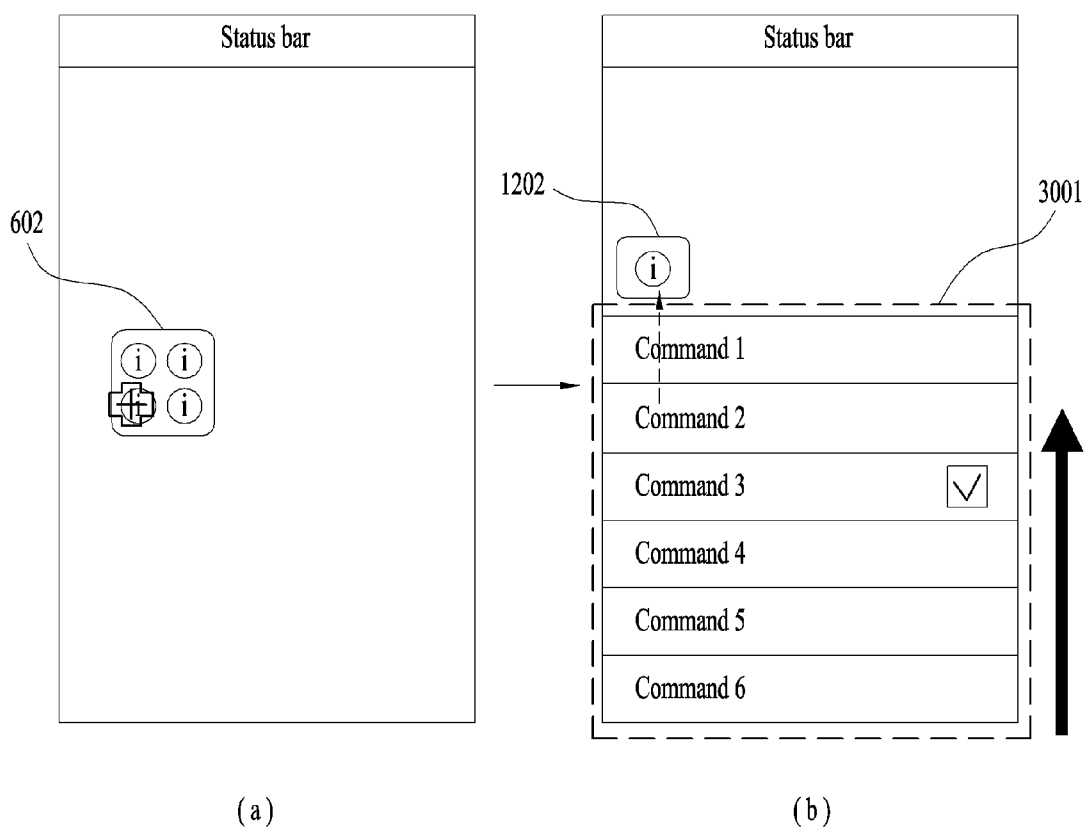 Status bar
602
i i
i i
(a)
Status bar
1202
3001
i
Command 1
Command 2
Command 3
Command 4
Command 5
Command 6
(b)